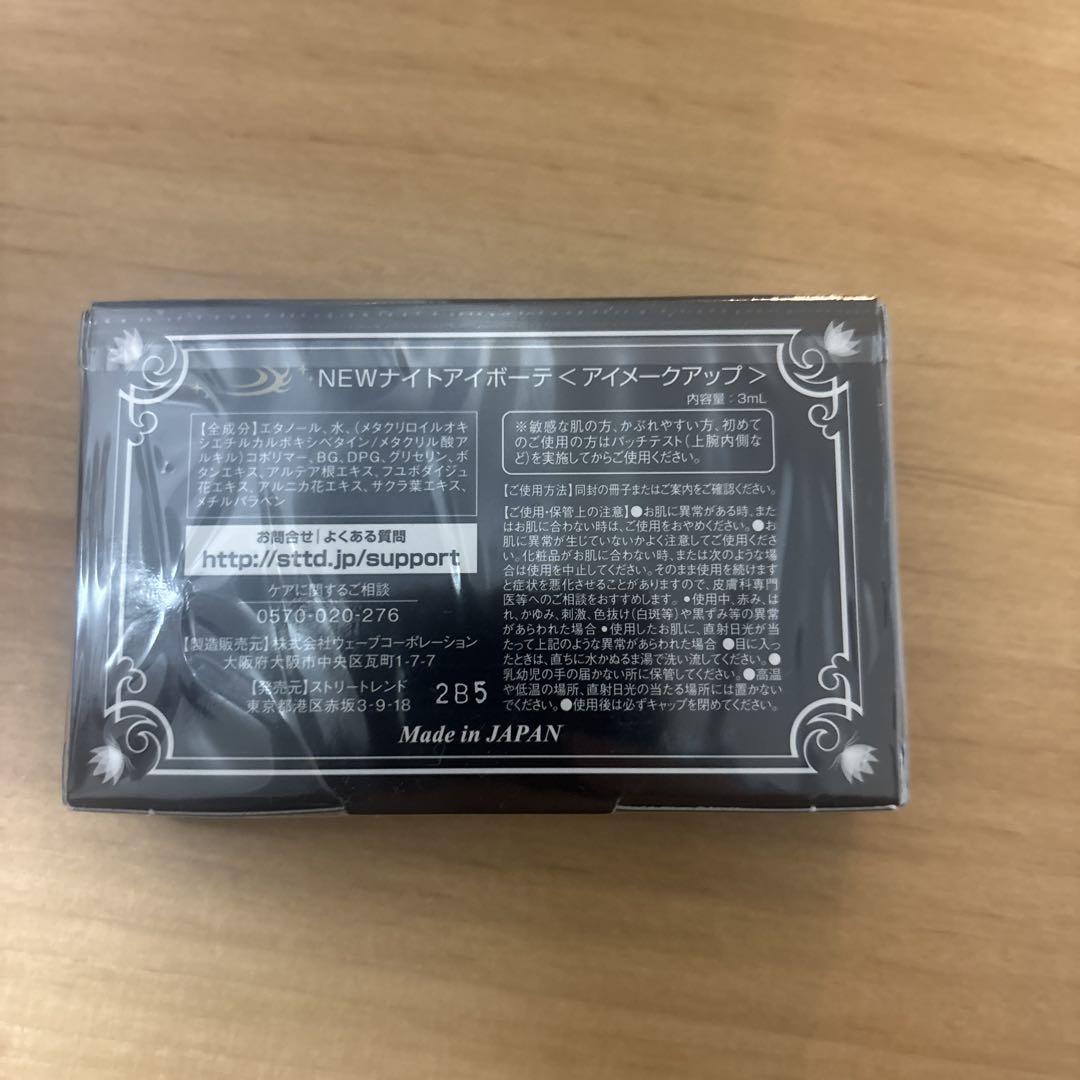 NEWナイトアイボーテ＜アイメークアップ＞
内容量：3mL
【全成分】エタノール、水、(メタクリロイルオキ
シエチルカルボキシベタイン/メタクリル酸ア
ルキル)コポリマー、BG、DPG、グリセリン、ボ
タンエキス、アルテア根エキス、フユボダイジュ
花エキス、アルニカ花エキス、サクラ葉エキス、
メチルパラベン
お問合せ|よくある質問
http://sttd.jp/support
ケアに関するご相談
0570-020-276
【製造販売元】株式会社ウェーブコーポレーション
大阪府大阪市中央区瓦町1-7-7
【発売元】ストリートレンド
東京都港区赤坂3-9-18
2B5
※敏感な肌の方、かぶれやすい方、初めて
のご使用の方はパッチテスト(上腕内側な
ど)を実施してからご使用ください。
【ご使用方法】同封の冊子またはご案内をご確認ください。
【ご使用・保管上の注意】●お肌に異常がある時、また
はお肌に合わない時は、ご使用をおやめください。●お
肌に異常が生じていないかよく注意してご使用くださ
い。化粧品がお肌に合わない時、または次のような場
合は使用を中止してください。そのまま使用を続けます
と症状を悪化させることがありますので、皮膚科専門
医等へのご相談をおすすめします。•使用中、赤み、は
れ、かゆみ、刺激、色抜け(白斑等)や黒ずみ等の異常
があらわれた場合•使用したお肌に、直射日光が当
たって上記のような異常があらわれた場合●目に入っ
たときは、直ちに水かぬるま湯で洗い流してください。●
乳幼児の手の届かない所に保管してください。●高温
や低温の場所、直射日光の当たる場所には置かない
でください。●使用後は必ずキャップを閉めてください。
Made in JAPAN